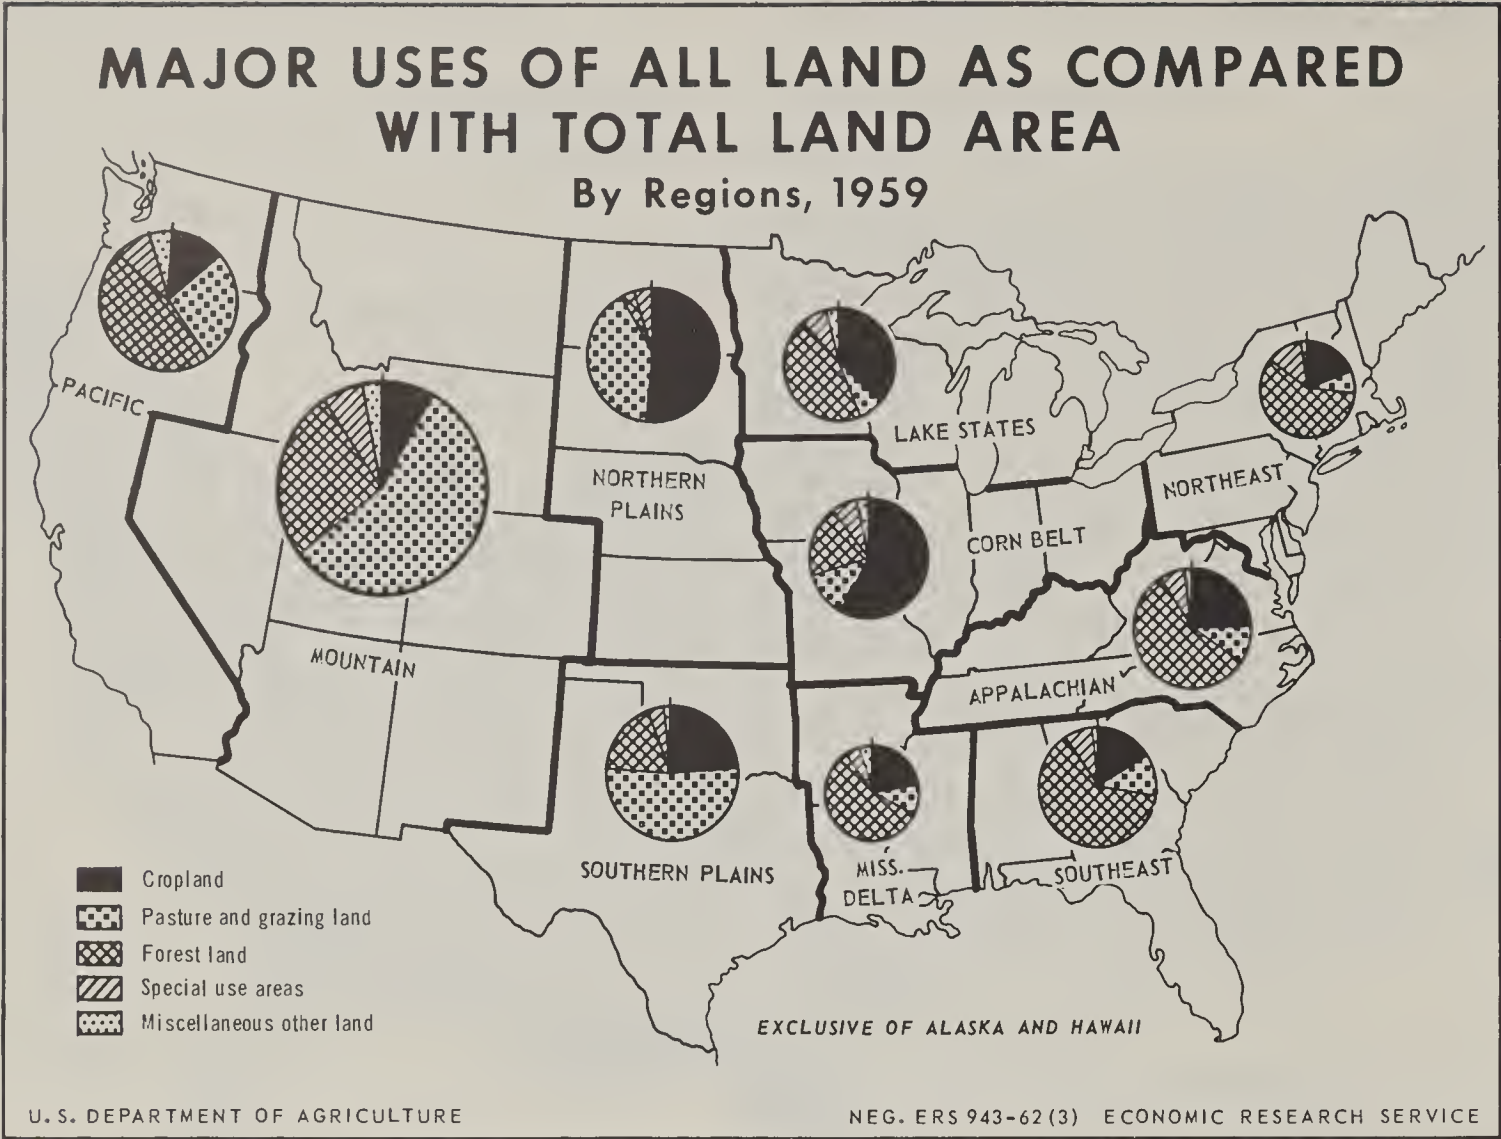 MAJOR USES OF ALL LAND AS COMPARED
WITH TOTAL LAND AREA
By Regions, 1959
PACIFIC
LAKE STATES
NORTHERN
PLAINS
NORTHEAST
CORN BELT
MOUNTAIN
APPALACHIAN
SOUTHERN PLAINS
MISS.
DELTA
SOUTHEAST
Cropland
Pasture and grazing land
Forest land
Special use areas
Miscellaneous other land
EXCLUSIVE OF ALASKA AND HAWAII
U.S. DEPARTMENT OF AGRICULTURE
NEG. ERS 943-62(3) ECONOMIC RESEARCH SERVICE